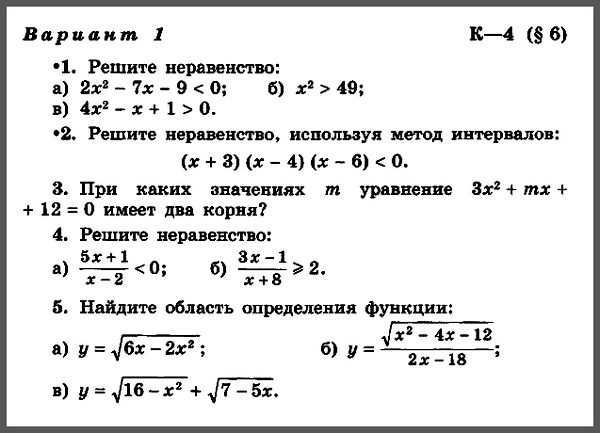 Вариант 1 К—4 (§ 6)
•1. Решите неравенство:
а) 2x² – 7x – 9 < 0; б) x² > 49;
в) 4x² – x + 1 > 0.
•2. Решите неравенство, используя метод интервалов:
(x + 3) (x – 4) (x – 6) < 0.
3. При каких значениях m уравнение 3x² + mx +
+ 12 = 0 имеет два корня?
4. Решите неравенство:
а) (5x + 1)/(x – 2) < 0; б) (3x – 1)/(x + 8) ⩾ 2.
5. Найдите область определения функции:
а) y = √(6x – 2x²); б) y = √(x² – 4x – 12)/(2x – 18);
в) y = √(16 – x²) + √(7 – 5x).